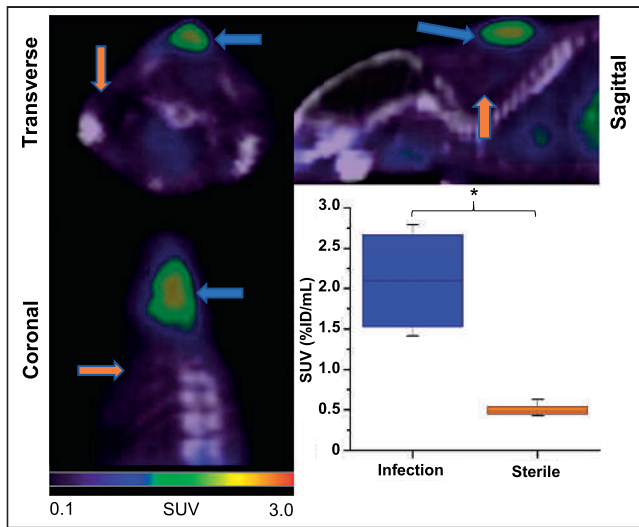 Transverse
Sagittal
Coronal
0.1 SUV 3.0
*
SUV (%ID/mL)
3.0
2.5
2.0
1.5
1.0
0.5
0
Infection Sterile